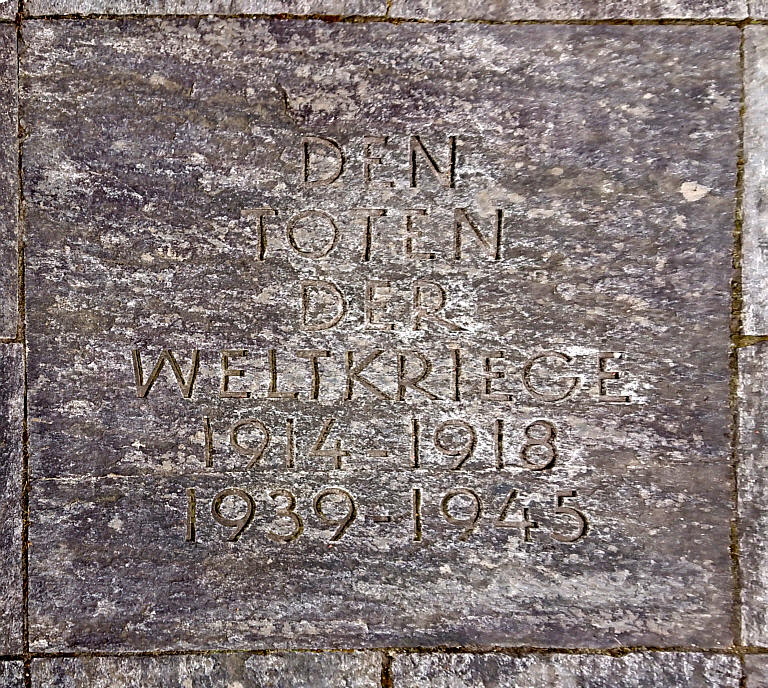 DEN
TOTEN
DER
WELTKRIEGE
1914-1918
1939-1945